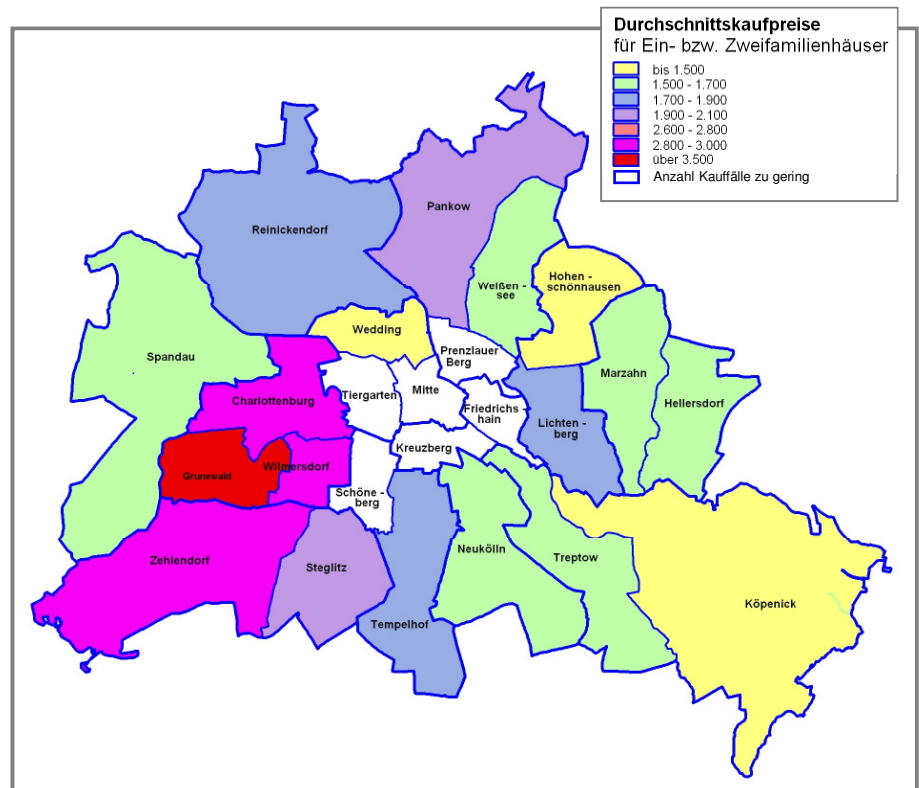 Durchschnittskaufpreise
für Ein- bzw. Zweifamilienhäuser
bis 1.500
1.500 - 1.700
1.700 - 1.900
1.900 - 2.100
2.600 - 2.800
2.800 - 3.000
über 3.500
Anzahl Kauffälle zu gering
Pankow
Reinickendorf
Hohen -
schönhausen
Weißen -
see
Wedding
Prenzlauer
Berg
Spandau
Marzahn
Mitte
Tiergarten
Charlottenburg
Hellersdorf
Friedrichs -
hain
Lichten -
berg
Kreuzberg
Wilmersdorf
Grunewald
Schöne -
berg
Neukölln
Treptow
Zehlendorf
Steglitz
Köpenick
Tempelhof